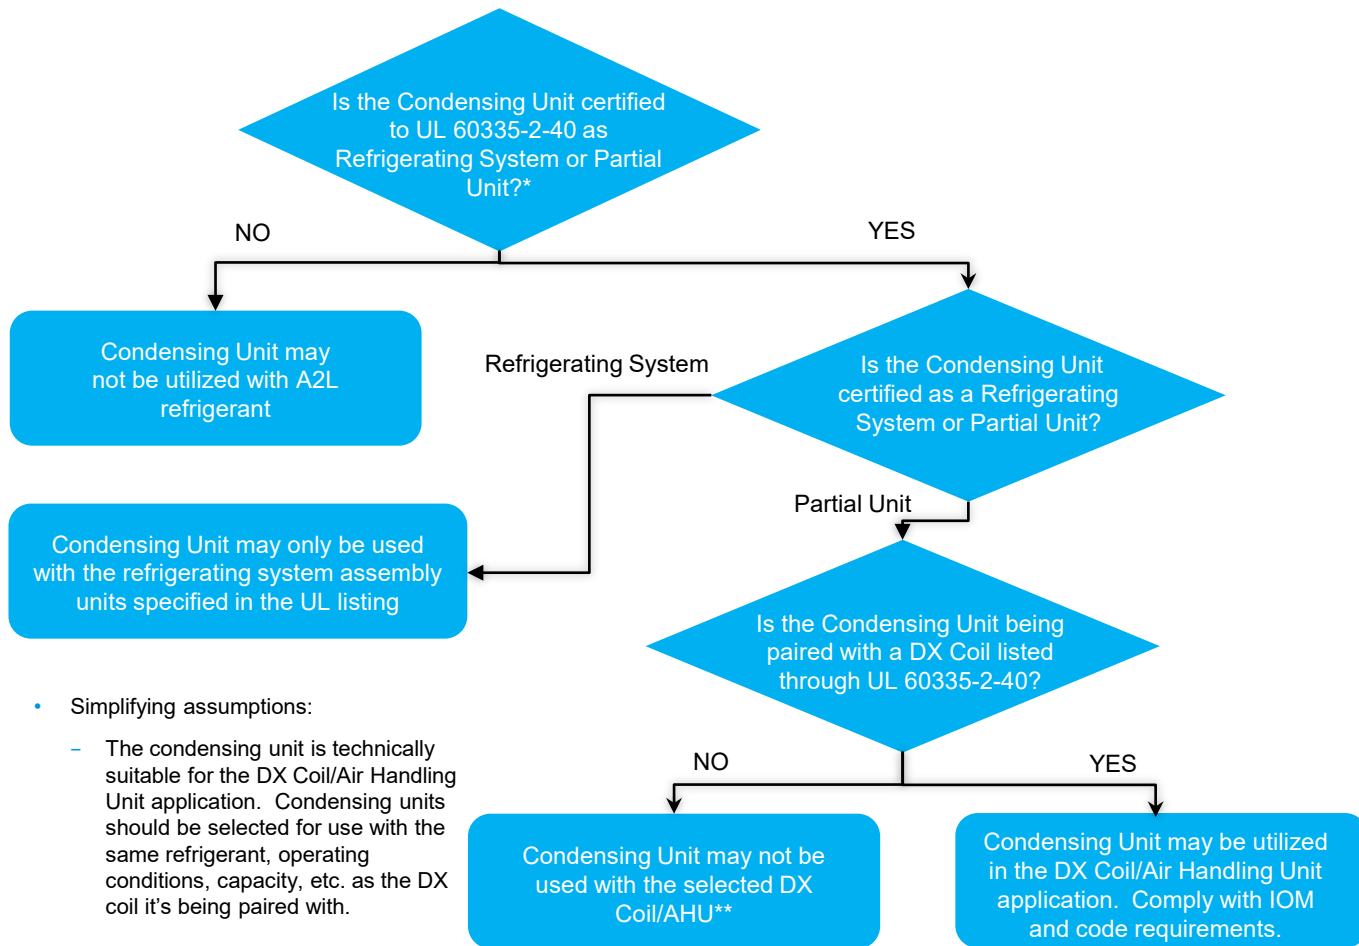 Is the Condensing Unit certified
to UL 60335-2-40 as
Refrigerating System or Partial
Unit?*
NO
YES
Condensing Unit may
not be utilized with A2L
refrigerant
Refrigerating System
Is the Condensing Unit
certified as a Refrigerating
System or Partial Unit?
Partial Unit
Condensing Unit may only be used
with the refrigerating system assembly
units specified in the UL listing
Is the Condensing Unit being
paired with a DX Coil listed
through UL 60335-2-40?
• Simplifying assumptions:
– The condensing unit is technically
suitable for the DX Coil/Air Handling
Unit application. Condensing units
should be selected for use with the
same refrigerant, operating
conditions, capacity, etc. as the DX
coil it’s being paired with.
NO
YES
Condensing Unit may not be
used with the selected DX
Coil/AHU**
Condensing Unit may be utilized
in the DX Coil/Air Handling Unit
application. Comply with IOM
and code requirements.